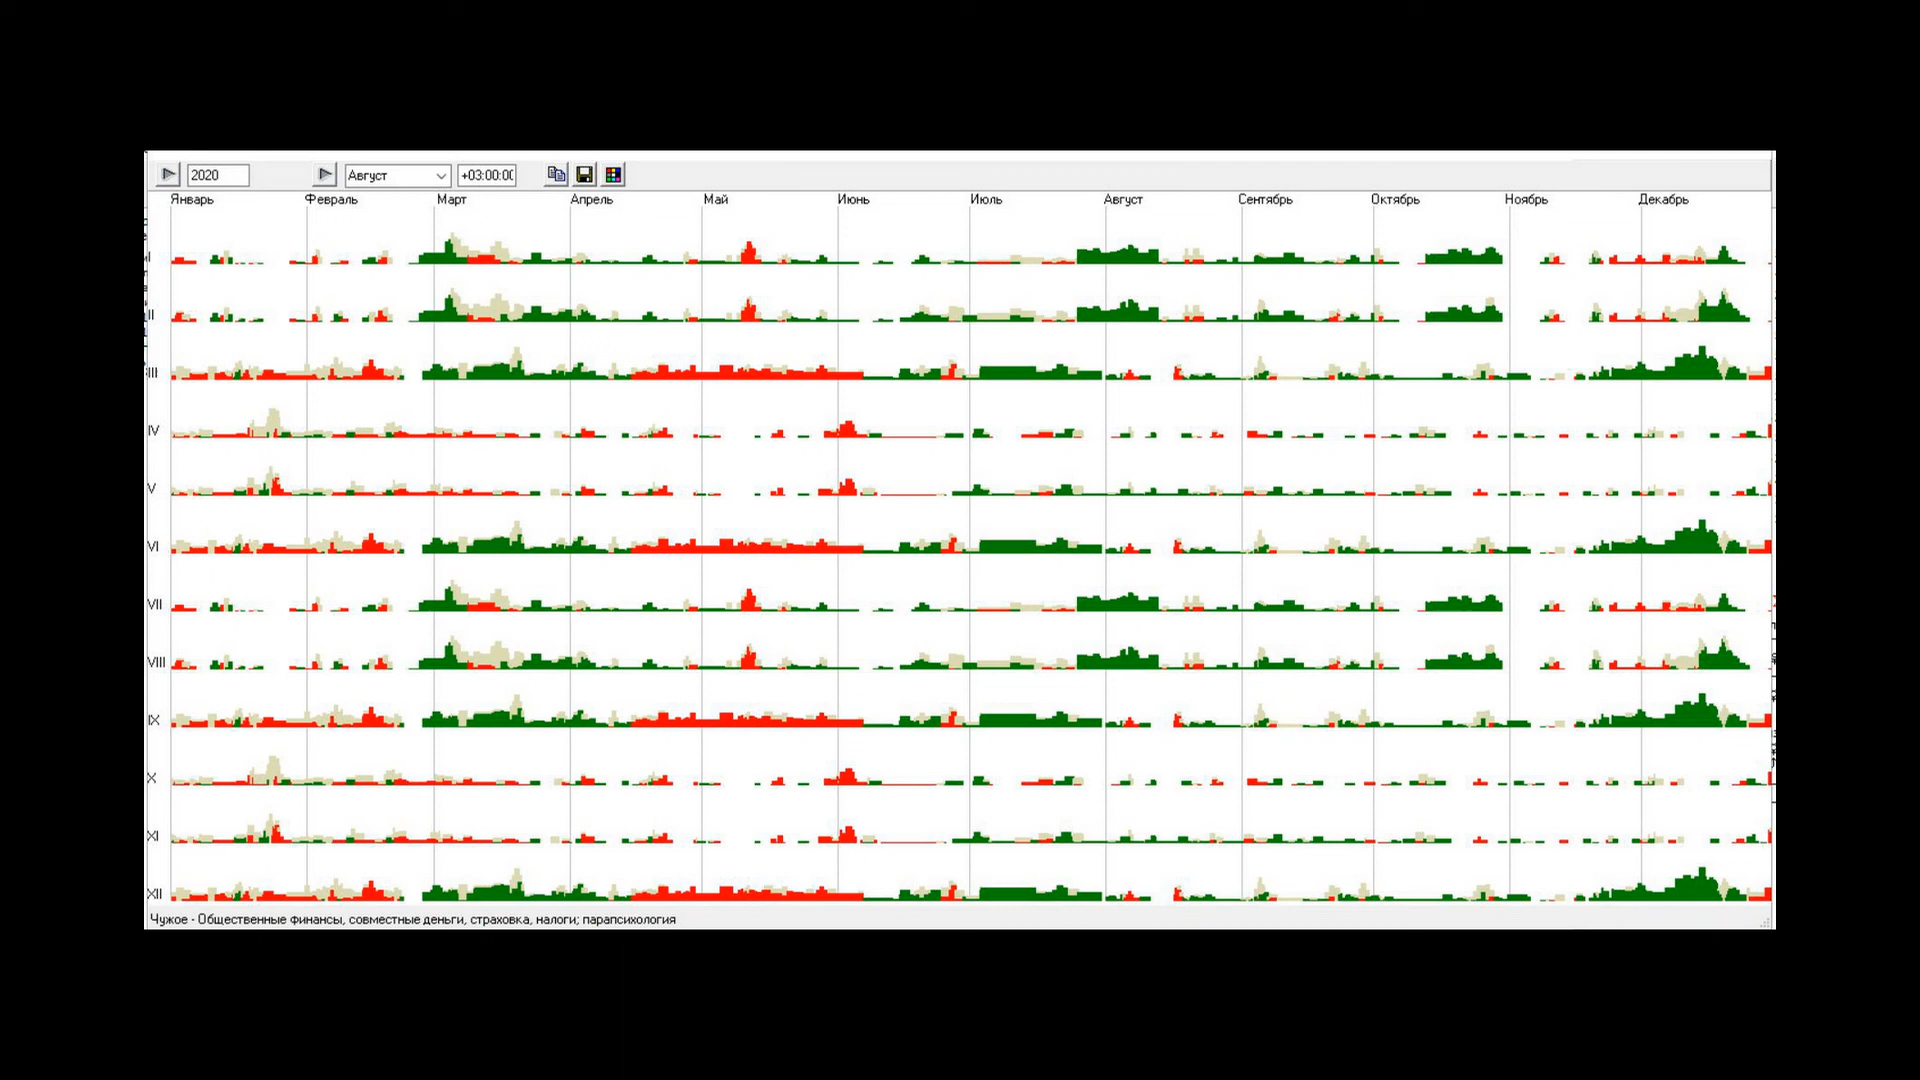 2020 Август +03:00:00
Январь Февраль Март Апрель Май Июнь Июль Август Сентябрь Октябрь Ноябрь Декабрь
I
II
III
IV
V
VI
VII
VIII
IX
X
XI
XII
Чужое - Общественные финансы, совместные деньги, страховка, налоги; парапсихология